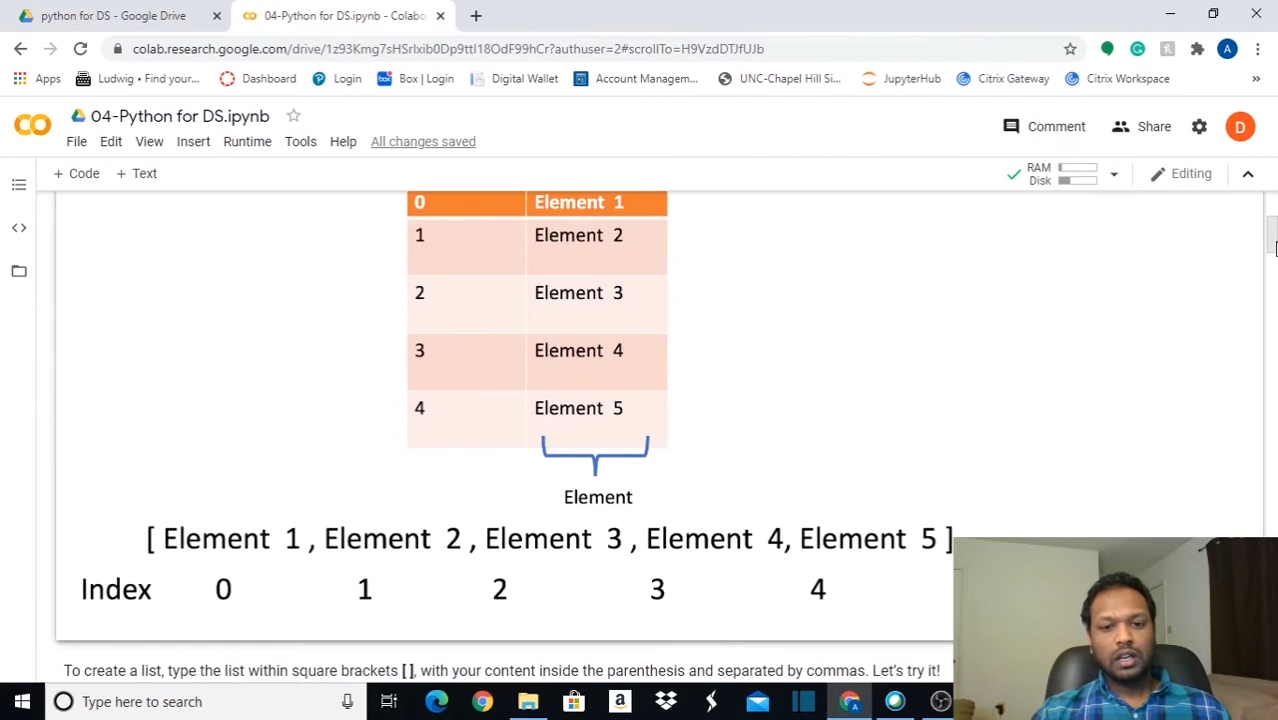 python for DS - Google Drive
04-Python for DS.ipynb - Colabo
colab.research.google.com/drive/1z93Kmg7sHSrlxib0Dp9ttI18OdF99hCr?authuser=2#scrollTo=H9VzdDTJfUJb
A
Apps Ludwig • Find your... Dashboard Login box Box | Login Digital Wallet Account Managem... UNC-Chapel Hill Si... JupyterHub Citrix Gateway Citrix Workspace »
CO 04-Python for DS.ipynb
Comment Share D
File Edit View Insert Runtime Tools Help All changes saved
+ Code + Text
RAM
Disk
Editing
0 Element 1
1 Element 2
2 Element 3
3 Element 4
4 Element 5
Element
[ Element 1 , Element 2 , Element 3 , Element 4, Element 5 ]
Index 0 1 2 3 4
To create a list, type the list within square brackets [ ], with your content inside the parenthesis and separated by commas. Let's try it!
Type here to search